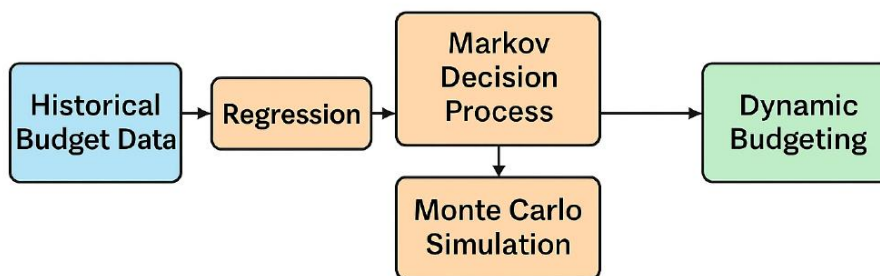 Historical
Budget Data
Regression
Markov
Decision
Process
Monte Carlo
Simulation
Dynamic
Budgeting